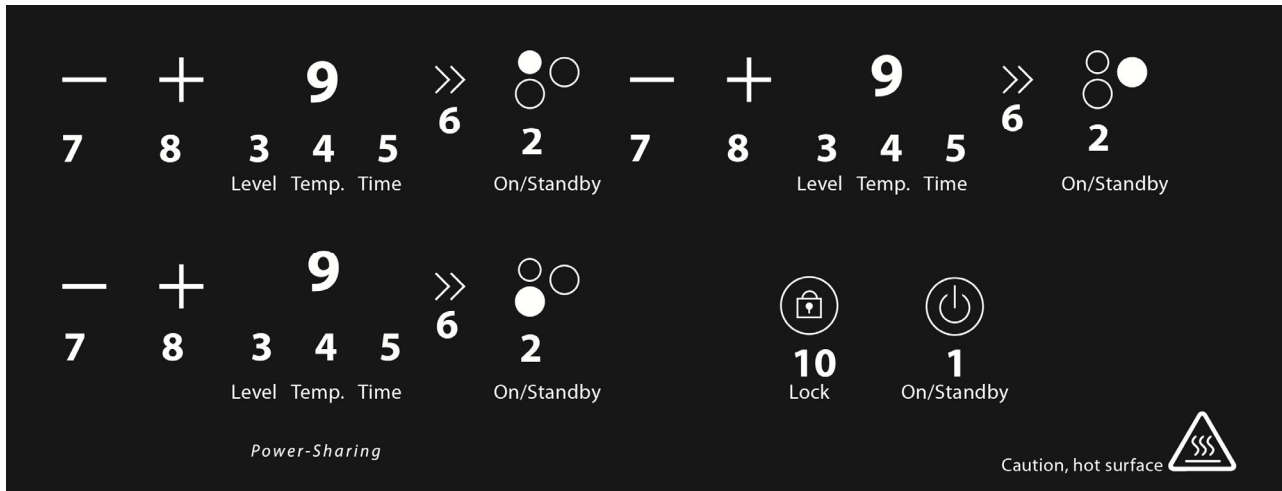 9 9
6 6
7 8 3 4 5 2 7 8 3 4 5 2
Level Temp. Time On/Standby Level Temp. Time On/Standby
9
6
7 8 3 4 5 2 10 1
Level Temp. Time On/Standby Lock On/Standby
Power-Sharing
Caution, hot surface